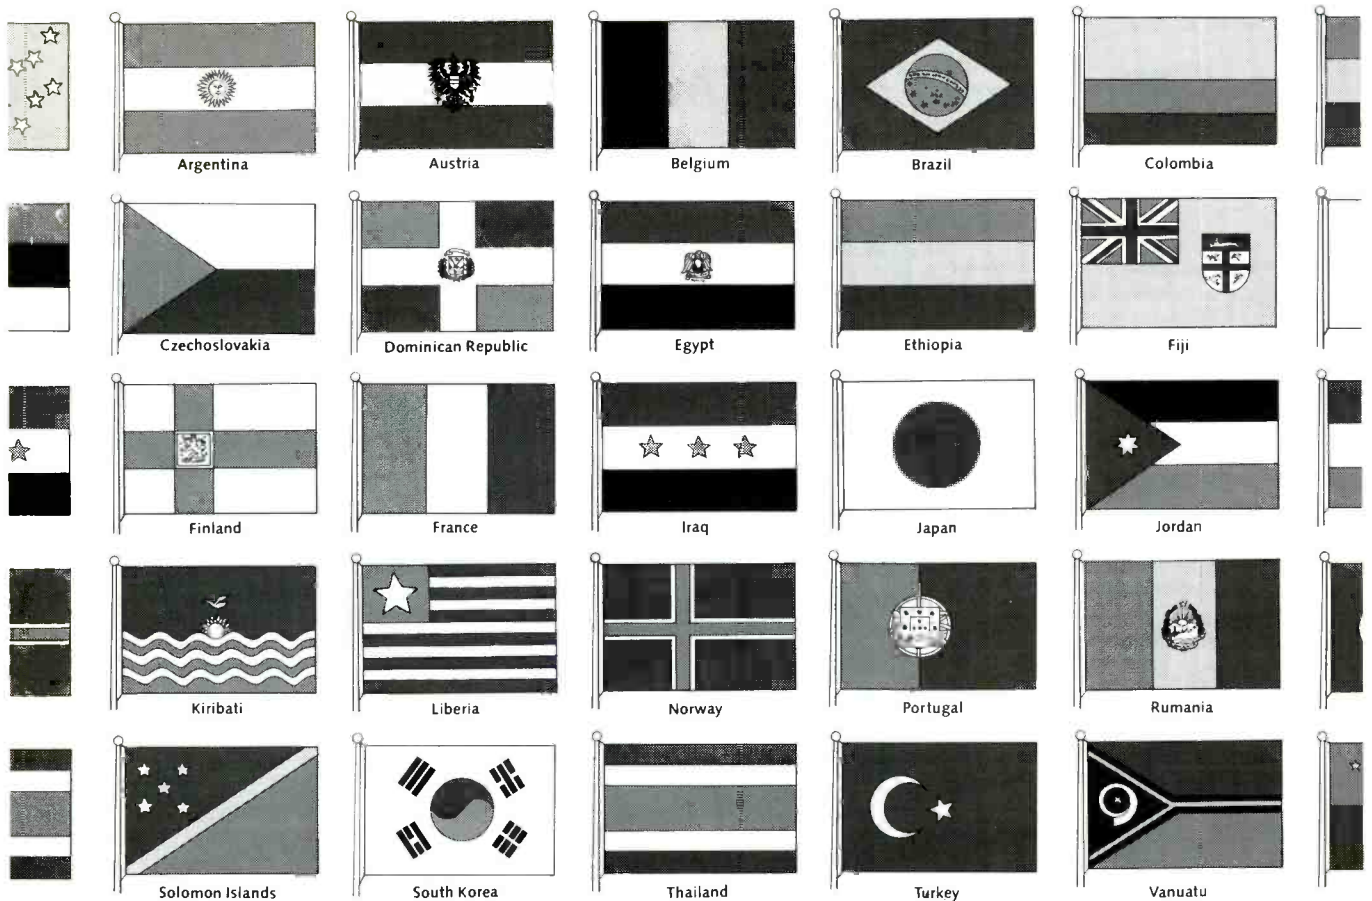 Argentina
Austria
Belgium
Brazil
Colombia
Czechoslovakia
Dominican Republic
Egypt
Ethiopia
Fiji
Finland
France
Iraq
Japan
Jordan
Kiribati
Liberia
Norway
Portugal
Rumania
Solomon Islands
South Korea
Thailand
Turkey
Vanuatu